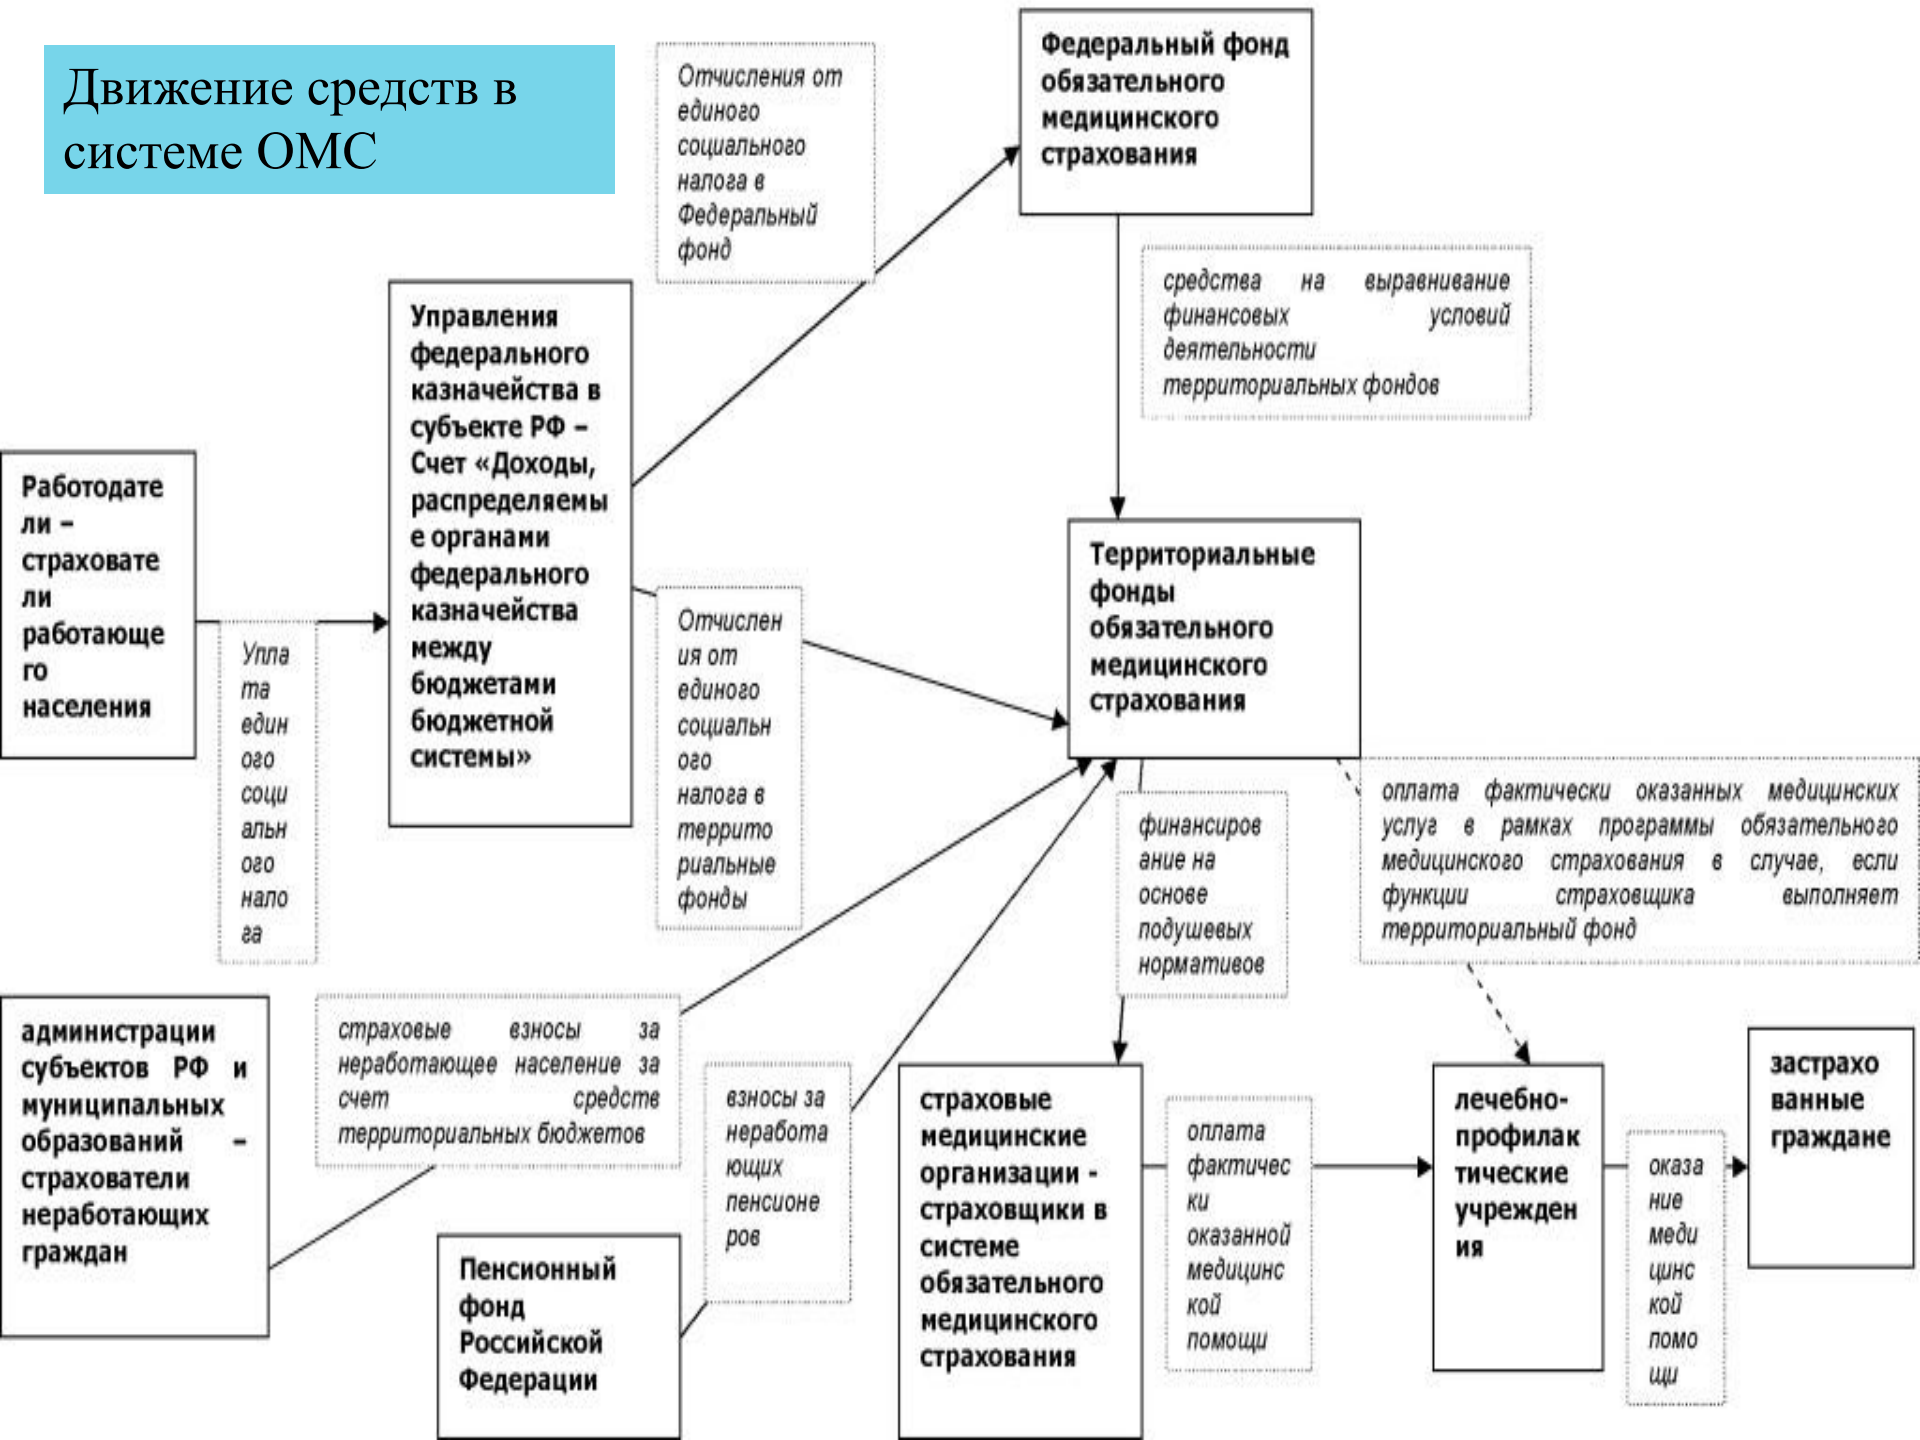 Движение средств в
системе ОМС
Отчисления от
единого
социального
налога в
Федеральный
фонд
Федеральный фонд
обязательного
медицинского
страхования
средства на выравнивание
финансовых условий
деятельности
территориальных фондов
Управления
федерального
казначейства в
субъекте РФ –
Счет «Доходы,
распределяемы
е органами
федерального
казначейства
между
бюджетами
бюджетной
системы»
Работодате
ли –
страховате
ли
работающе
го
населения
Упла
та
един
ого
соци
альн
ого
нало
га
Отчислен
ия от
единого
социальн
ого
налога в
террито
риальные
фонды
Территориальные
фонды
обязательного
медицинского
страхования
финансиров
ание на
основе
подушевых
нормативов
оплата фактически оказанных медицинских
услуг в рамках программы обязательного
медицинского страхования в случае, если
функции страховщика выполняет
территориальный фонд
администрации
субъектов РФ и
муниципальных
образований –
страхователи
неработающих
граждан
страховые взносы за
неработающее население за
счет средств
территориальных бюджетов
Пенсионный
фонд
Российской
Федерации
взносы за
неработа
ющих
пенсионе
ров
страховые
медицинские
организации -
страховщики в
системе
обязательного
медицинского
страхования
оплата
фактичес
ки
оказанной
медицинс
кой
помощи
лечебно-
профилак
тические
учрежден
ия
оказа
ние
меди
цинс
кой
помо
щи
застрахо
ванные
граждане